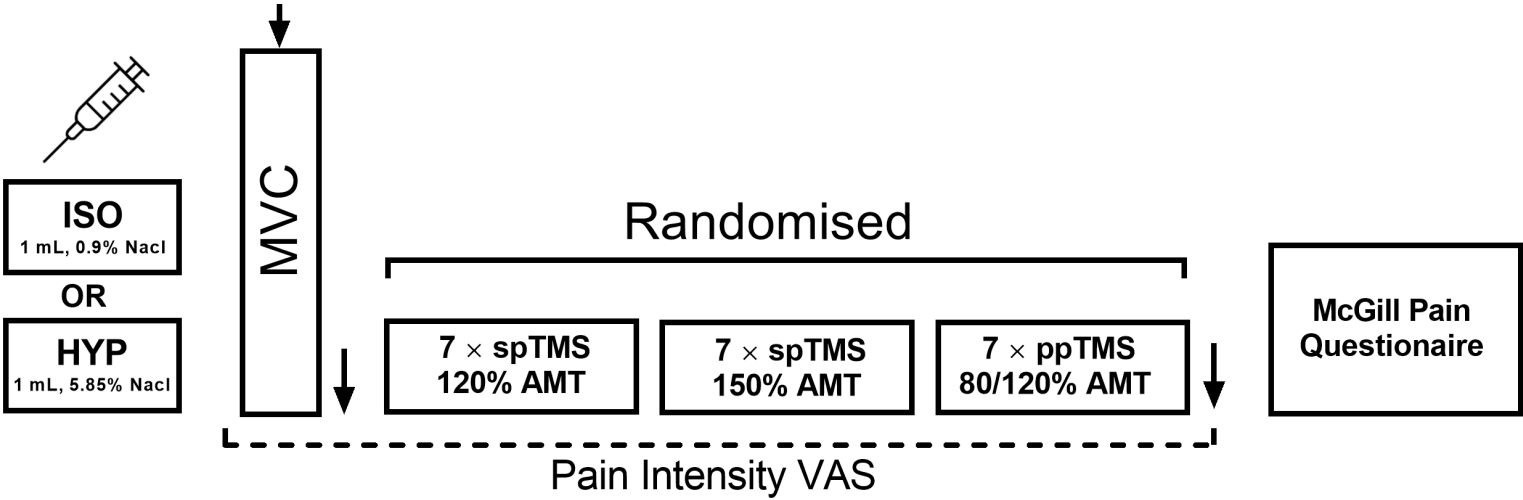 ISO
1 mL, 0.9% Nacl
OR
HYP
1 mL, 5.85% Nacl
MVC
Randomised
7 × spTMS
120% AMT
7 × spTMS
150% AMT
7 × ppTMS
80/120% AMT
Pain Intensity VAS
McGill Pain
Questionaire